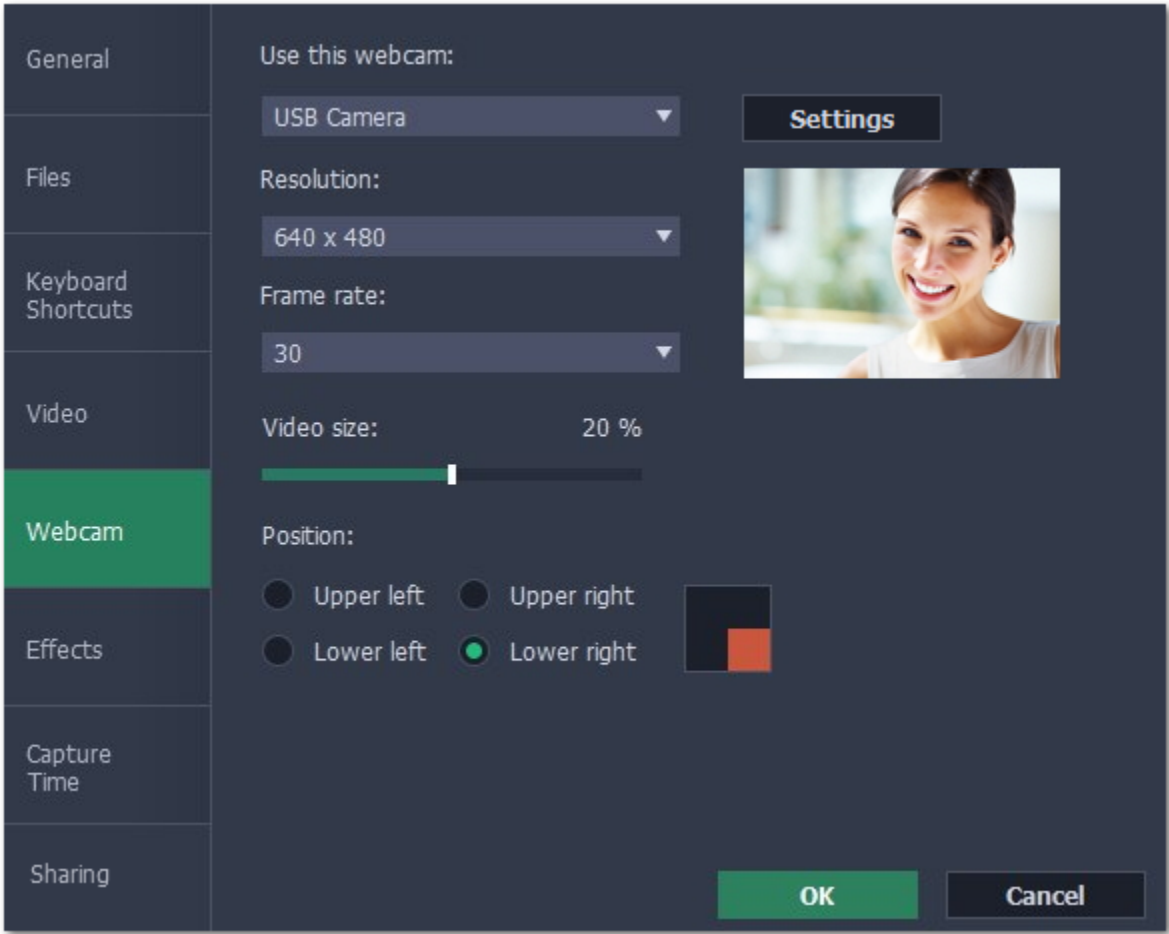 General
Files
Keyboard
Shortcuts
Video
Webcam
Effects
Capture
Time
Sharing
Use this webcam:
USB Camera
Settings
Resolution:
640 x 480
Frame rate:
30
Video size: 20 %
Position:
Upper left Upper right
Lower left Lower right
OK Cancel